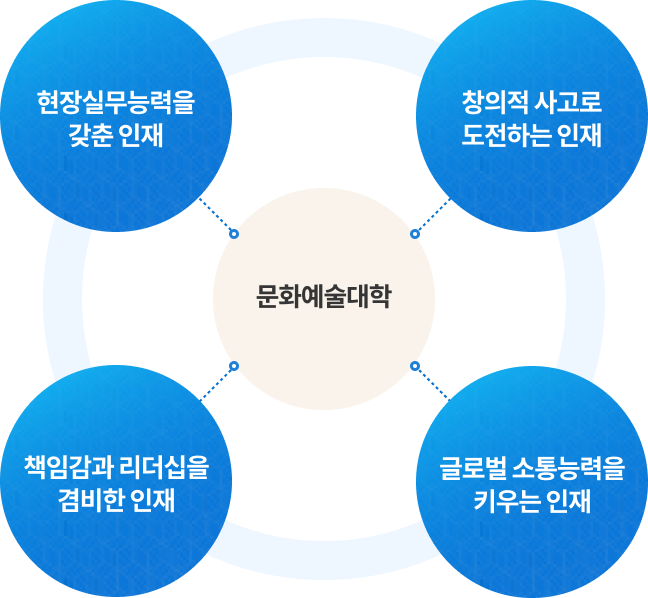 현장실무능력을
갖춘 인재
창의적 사고로
도전하는 인재
문화예술대학
책임감과 리더십을
겸비한 인재
글로벌 소통능력을
키우는 인재